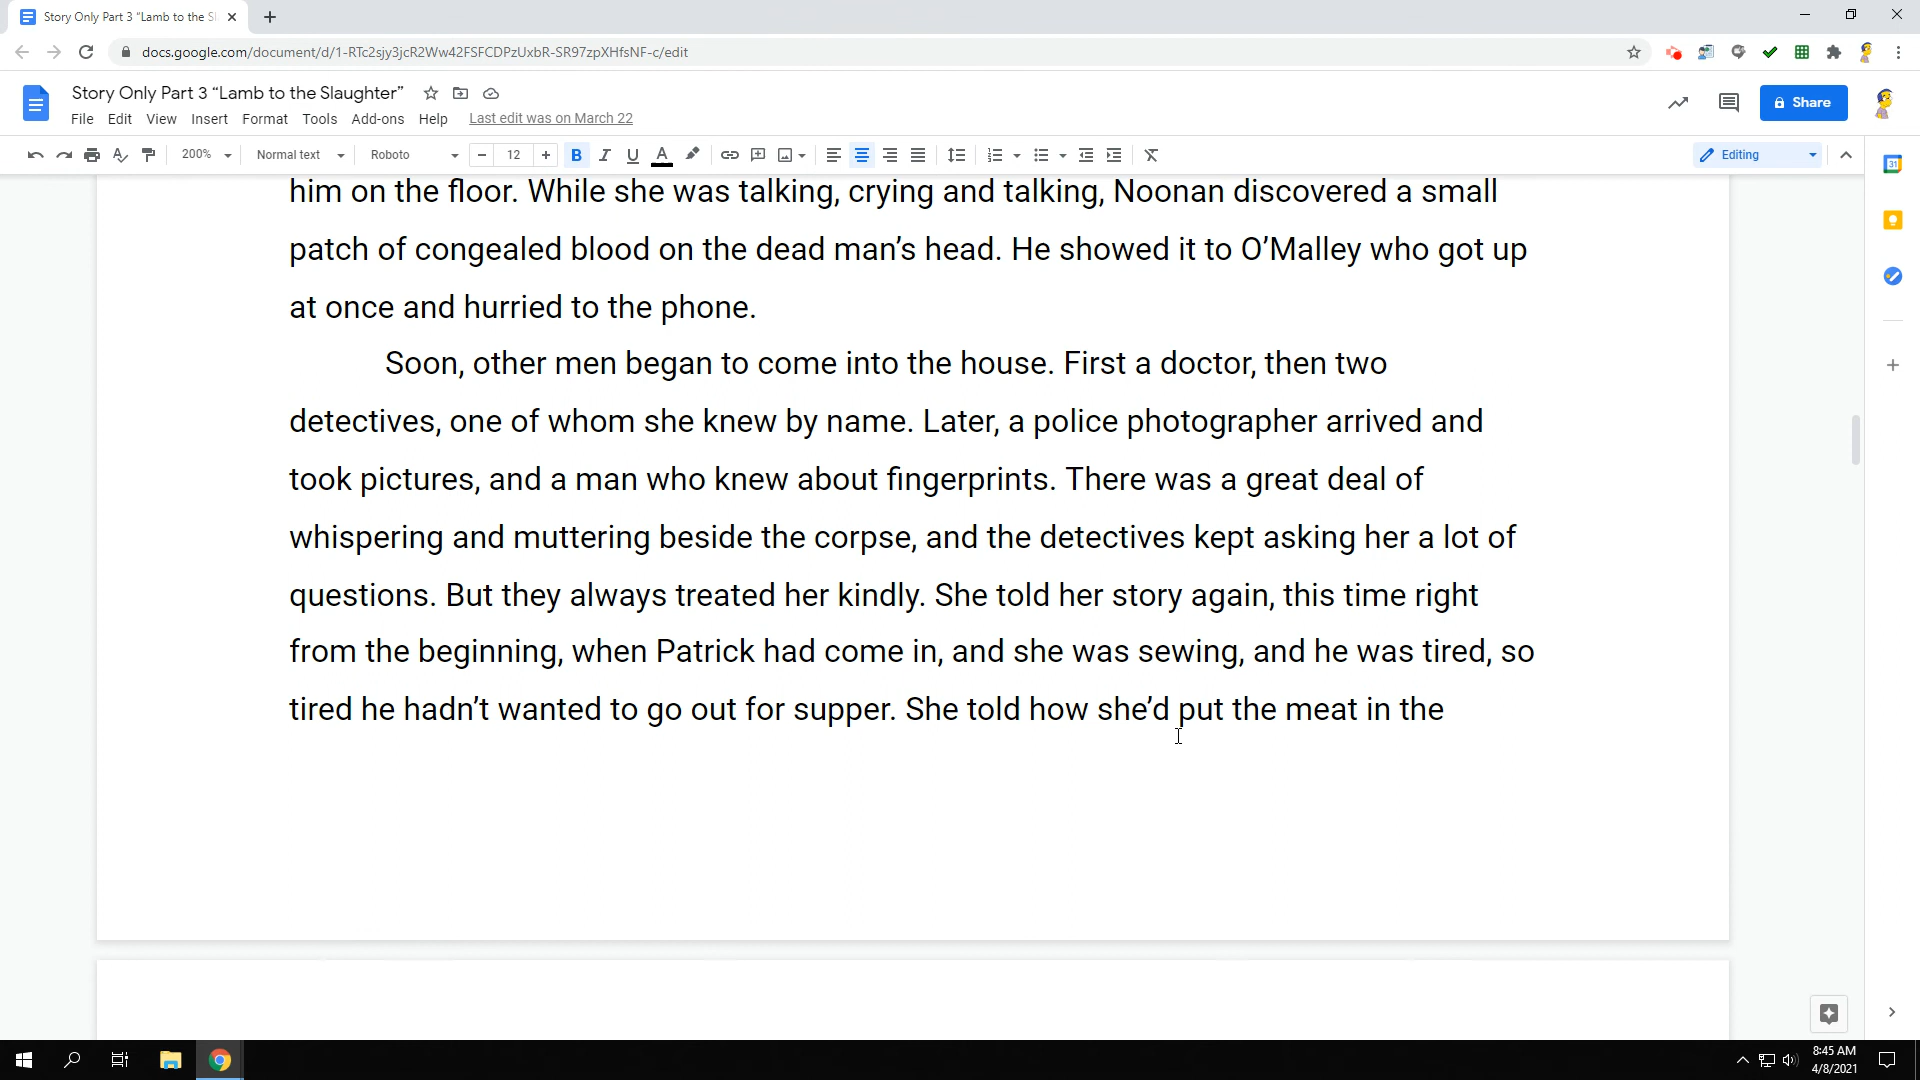 Story Only Part 3 “Lamb to the Sl
docs.google.com/document/d/1-RTc2sjy3jcR2Ww42FSFCDPzUxbR-SR97zpXHfsNF-c/edit
Story Only Part 3 “Lamb to the Slaughter”
File Edit View Insert Format Tools Add-ons Help Last edit was on March 22
Share
200% Normal text Roboto 12 B I U A Editing
31
him on the floor. While she was talking, crying and talking, Noonan discovered a small
patch of congealed blood on the dead man’s head. He showed it to O’Malley who got up
at once and hurried to the phone.
Soon, other men began to come into the house. First a doctor, then two
detectives, one of whom she knew by name. Later, a police photographer arrived and
took pictures, and a man who knew about fingerprints. There was a great deal of
whispering and muttering beside the corpse, and the detectives kept asking her a lot of
questions. But they always treated her kindly. She told her story again, this time right
from the beginning, when Patrick had come in, and she was sewing, and he was tired, so
tired he hadn’t wanted to go out for supper. She told how she’d put the meat in the
8:45 AM
4/8/2021